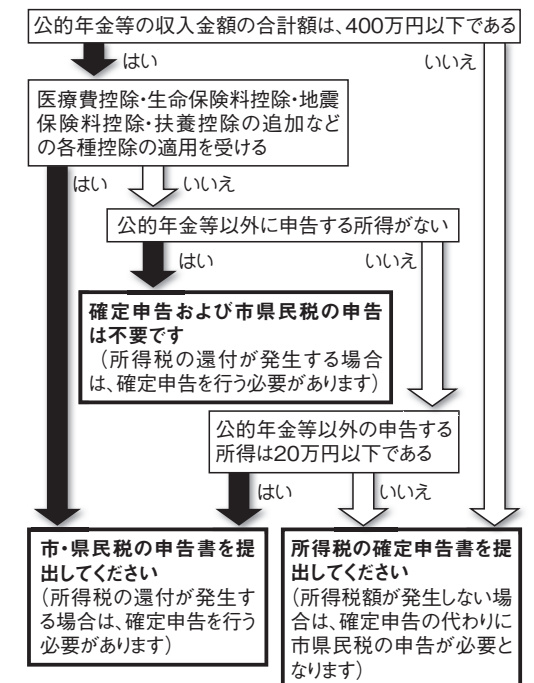 公的年金等の収入金額の合計額は、400万円以下である
はい
いいえ
医療費控除・生命保険料控除・地震
保険料控除・扶養控除の追加など
の各種控除の適用を受ける
はい
いいえ
公的年金等以外に申告する所得がない
はい
いいえ
確定申告および市県民税の申告
は不要です
（所得税の還付が発生する場合
は、確定申告を行う必要があります）
公的年金等以外の申告する
所得は20万円以下である
はい
いいえ
市・県民税の申告書を提
出してください
（所得税の還付が発生す
る場合は、確定申告を行う
必要があります）
所得税の確定申告書を提
出してください
（所得税額が発生しない場
合は、確定申告の代わりに
市県民税の申告が必要と
なります）